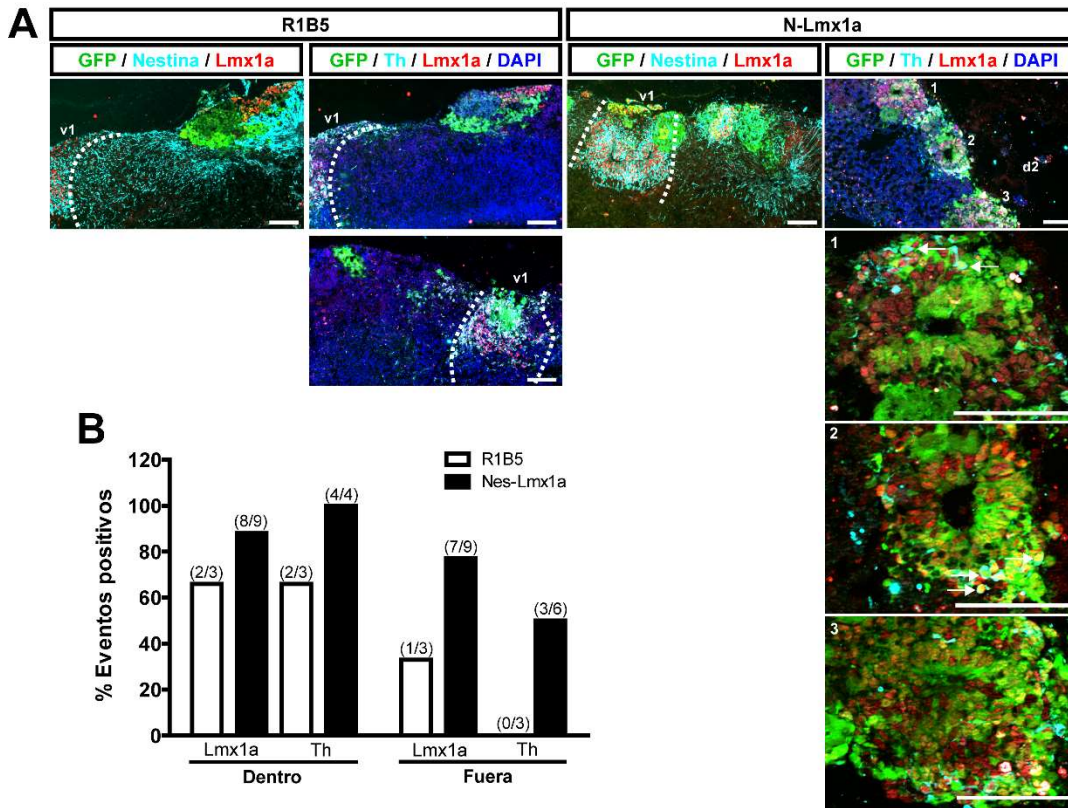 A
R1B5
N-Lmx1a
GFP / Nestina / Lmx1a
GFP / Th / Lmx1a / DAPI
GFP / Nestina / Lmx1a
GFP / Th / Lmx1a / DAPI
v1
v1
v1
1
2
d2
3
v1
1
2
3
B
R1B5
Nes-Lmx1a
% Eventos positivos
120
100
80
60
40
20
0
(2/3)
(8/9)
(2/3)
(4/4)
(1/3)
(7/9)
(0/3)
(3/6)
Lmx1a
Th
Lmx1a
Th
Dentro
Fuera